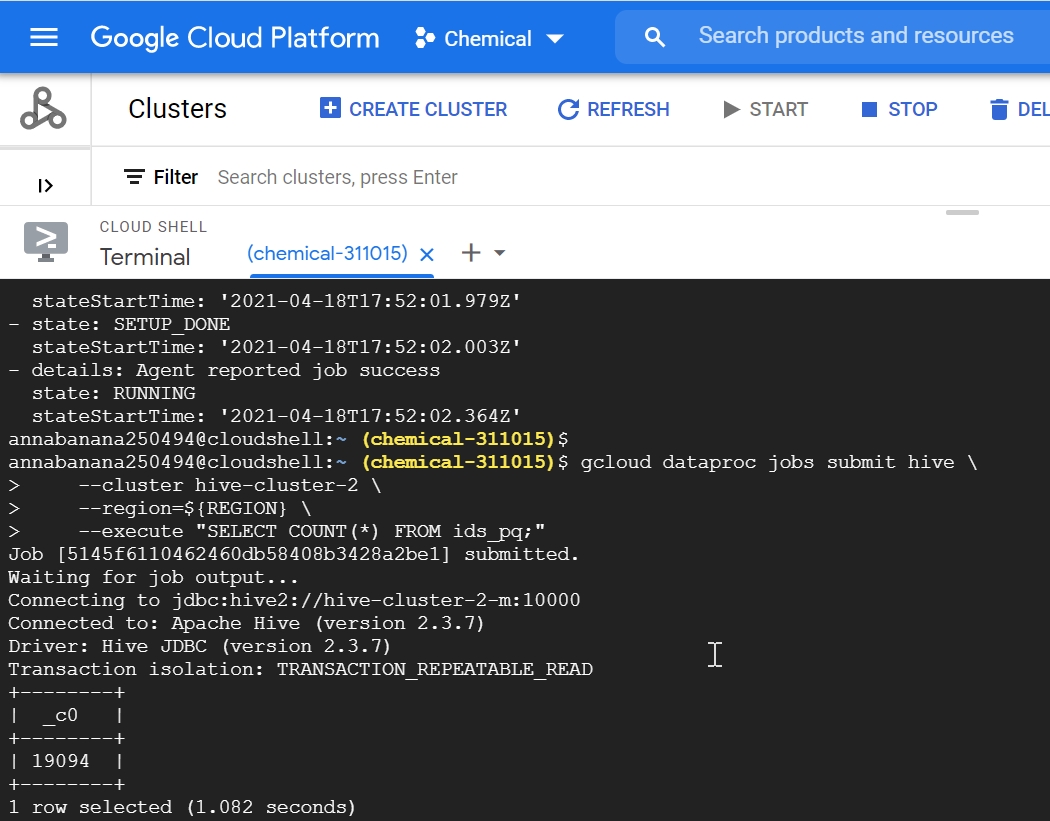 Google Cloud Platform Chemical Search products and resources
Clusters CREATE CLUSTER REFRESH START STOP DEL
Filter Search clusters, press Enter
CLOUD SHELL
Terminal (chemical-311015)
  stateStartTime: '2021-04-18T17:52:01.979Z'
- state: SETUP_DONE
  stateStartTime: '2021-04-18T17:52:02.003Z'
- details: Agent reported job success
  state: RUNNING
  stateStartTime: '2021-04-18T17:52:02.364Z'
annabanana250494@cloudshell:~ (chemical-311015)$
annabanana250494@cloudshell:~ (chemical-311015)$ gcloud dataproc jobs submit hive \
>     --cluster hive-cluster-2 \
>     --region=${REGION} \
>     --execute "SELECT COUNT(*) FROM ids_pq;"
Job [5145f6110462460db58408b3428a2be1] submitted.
Waiting for job output...
Connecting to jdbc:hive2://hive-cluster-2-m:10000
Connected to: Apache Hive (version 2.3.7)
Driver: Hive JDBC (version 2.3.7)
Transaction isolation: TRANSACTION_REPEATABLE_READ
+--------+
|  _c0   |
+--------+
| 19094  |
+--------+
1 row selected (1.082 seconds)